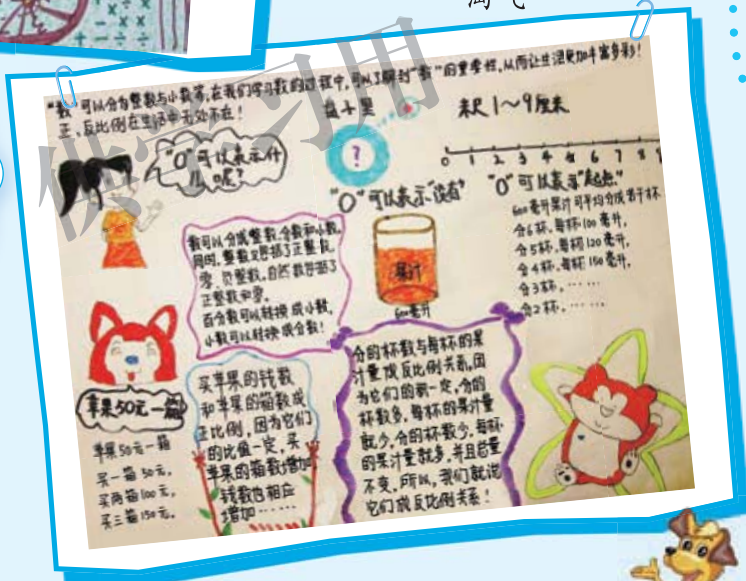 淘气
"数"可以分为整数与小数等,在我们学习数的过程中,可以了解到"数"的重要性,从而让生活更加丰富多彩!
正、反比例在生活中无处不在!
"0"可以表示什
么呢?
盘子里
?
"0"可以表示"没有"
米尺1～9厘米
0 1 2 3 4 5 6 7 8
"0"可以表示"起点"
数可以分成整数,分数和小数,
同时,整数又包括了正整数,
零,负整数,自然数包括了
正整数和零。
百分数可以转换成小数,
小数可以转换成分数!
果汁
600毫升
600毫升果汁可平均分成若干杯
分6杯,每杯100毫升,
分5杯,每杯120毫升,
分4杯,每杯150毫升,
分3杯,……
分2杯,……
苹果50元一箱
苹果50元一箱
买一箱50元,
买两箱100元,
买三箱150元。
买苹果的钱数
和苹果的箱数成
正比例,因为它们
的比值一定,买
苹果的箱数增加
钱数也相应
增加……
分的杯数与每杯的果
汁量成反比例关系,因
为它们的积一定,分的
杯数多,每杯的果汁量
就少,分的杯数少,每杯
的果汁量就多,并且总量
不变,所以,我们就说
它们成反比例关系!
供学习用